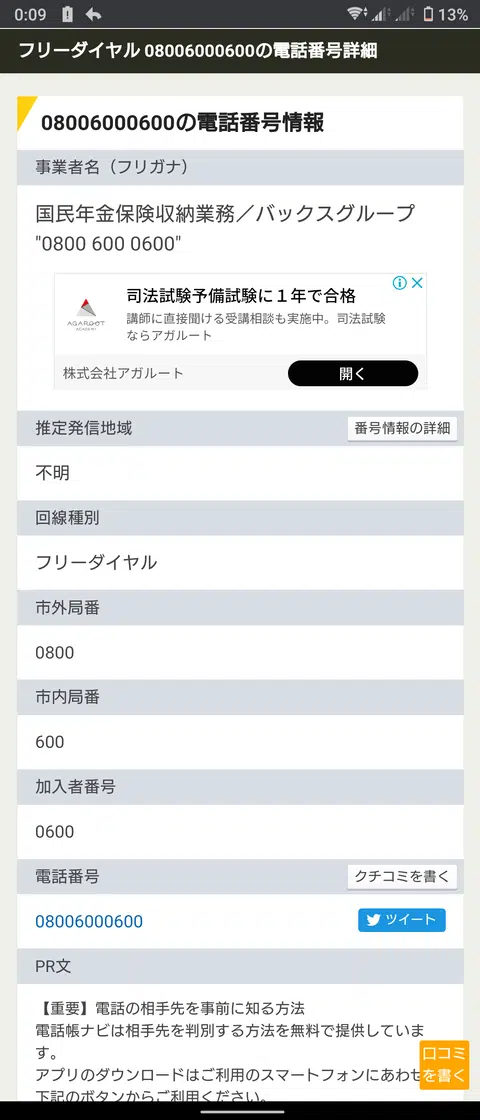 0:09
13%
フリーダイヤル 08006000600の電話番号詳細
08006000600の電話番号情報
事業者名（フリガナ）
国民年金保険収納業務／バックスグループ
"0800 600 0600"
司法試験予備試験に１年で合格
講師に直接聞ける受講相談も実施中。司法試験
ならアガルート
AGAROOT
ACADEMY
株式会社アガルート
開く
推定発信地域
番号情報の詳細
不明
回線種別
フリーダイヤル
市外局番
0800
市内局番
600
加入者番号
0600
電話番号
クチコミを書く
08006000600
ツイート
PR文
【重要】電話の相手先を事前に知る方法
電話帳ナビは相手先を判別する方法を無料で提供していま
す。
アプリのダウンロードはご利用のスマートフォンにあわせ
下記のボタンからご利用ください。
口コミ
を書く